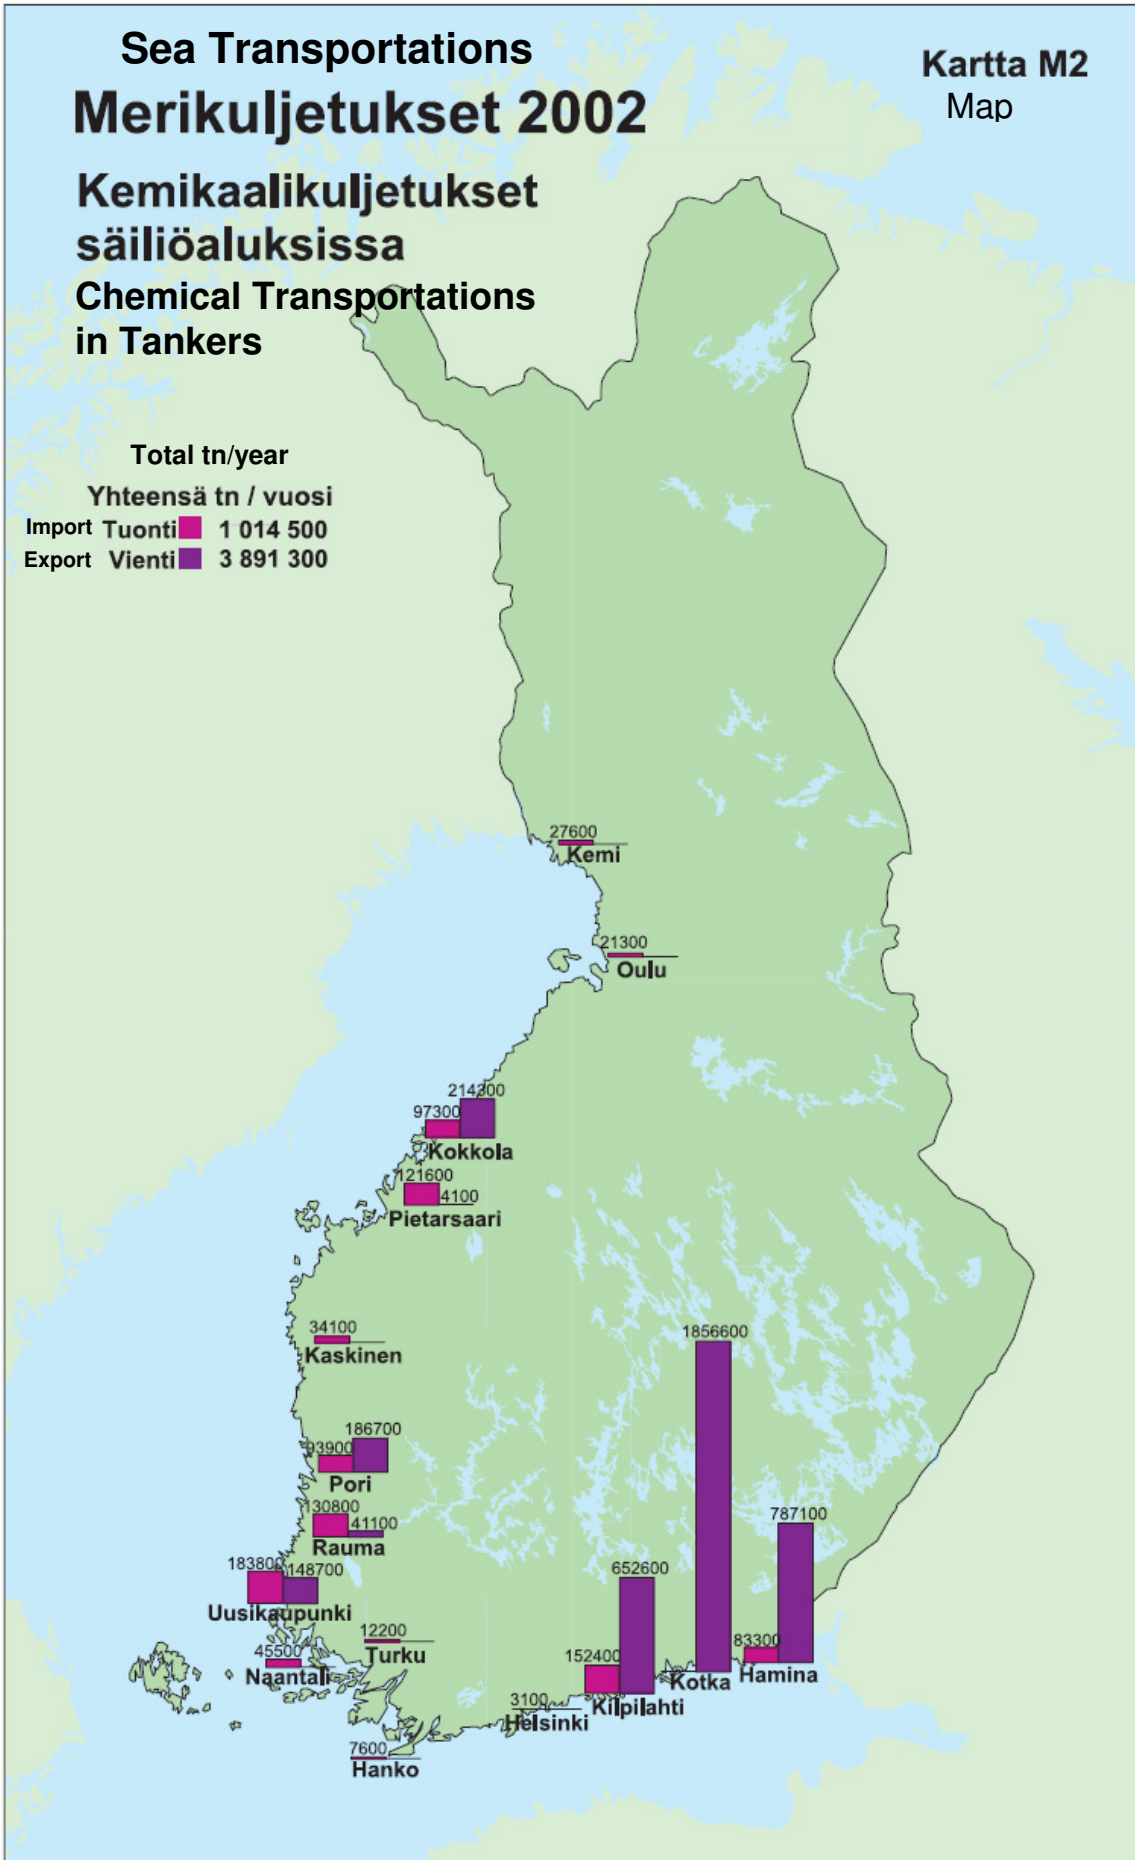 Sea Transportations
Merikuljetukset 2002
Kartta M2
Map
Kemikaalikuljetukset
säiliöaluksissa
Chemical Transportations
in Tankers
Total tn/year
Yhteensä tn / vuosi
Import Tuonti 1 014 500
Export Vienti 3 891 300
27600
Kemi
21300
Oulu
214300
97300
Kokkola
121600
4100
Pietarsaari
34100
Kaskinen
186700
93900
Pori
130800
41100
Rauma
183800
148700
Uusikaupunki
12200
Turku
45500
Naantali
7600
Hanko
3100
Helsinki
652600
152400
Kilpilahti
1856600
Kotka
787100
83300
Hamina